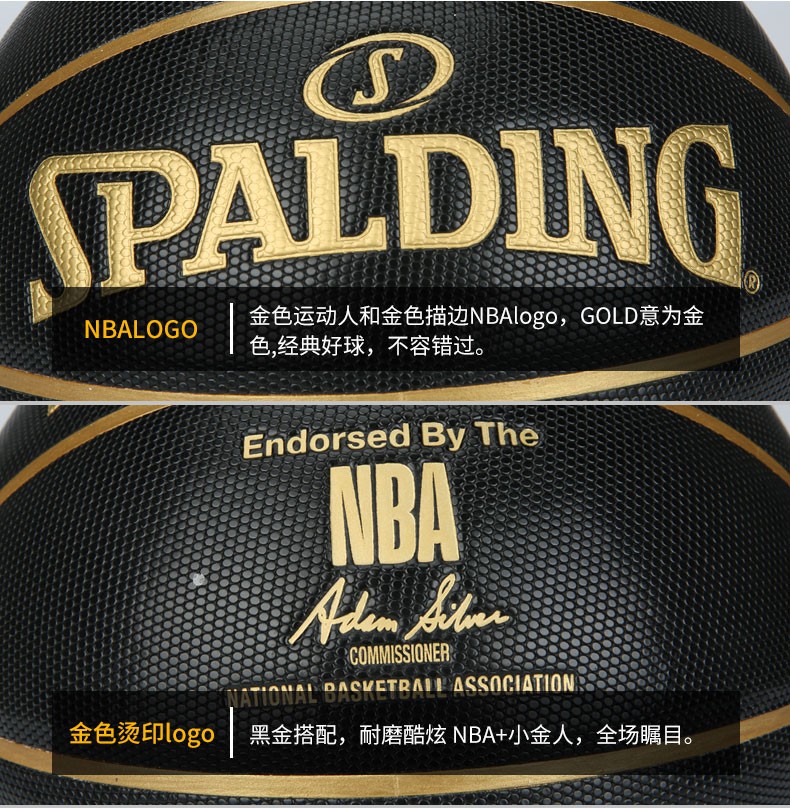 S
SPALDING®
NBALOGO
金色运动人和金色描边NBAlogo，GOLD意为金
色,经典好球，不容错过。
Endorsed By The
NBA
Adam Silver
COMMISSIONER
NATIONAL BASKETBALL ASSOCIATION
金色烫印logo
黑金搭配，耐磨酷炫 NBA+小金人，全场瞩目。